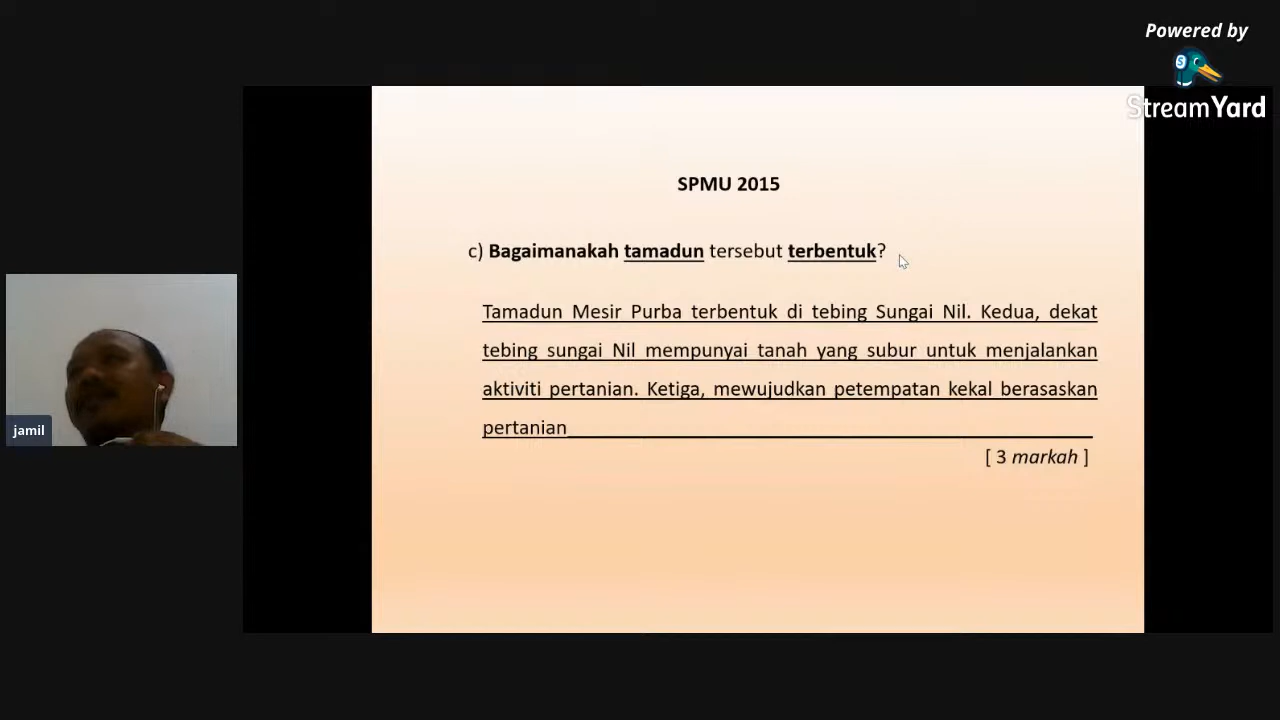 Powered by
StreamYard
SPMU 2015
c) Bagaimanakah tamadun tersebut terbentuk?
Tamadun Mesir Purba terbentuk di tebing Sungai Nil. Kedua, dekat
tebing sungai Nil mempunyai tanah yang subur untuk menjalankan
aktiviti pertanian. Ketiga, mewujudkan petempatan kekal berasaskan
pertanian
[ 3 markah ]
jamil